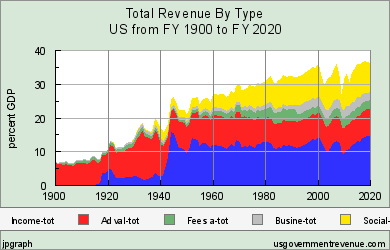 Total Revenue By Type
US from FY 1900 to FY 2020
percent GDP
40
30
20
10
0
1900 1920 1940 1960 1980 2000 2020
Income-tot Ad val-tot Fees a-tot Busine-tot Social-
jpgraph usgovernmentrevenue.com